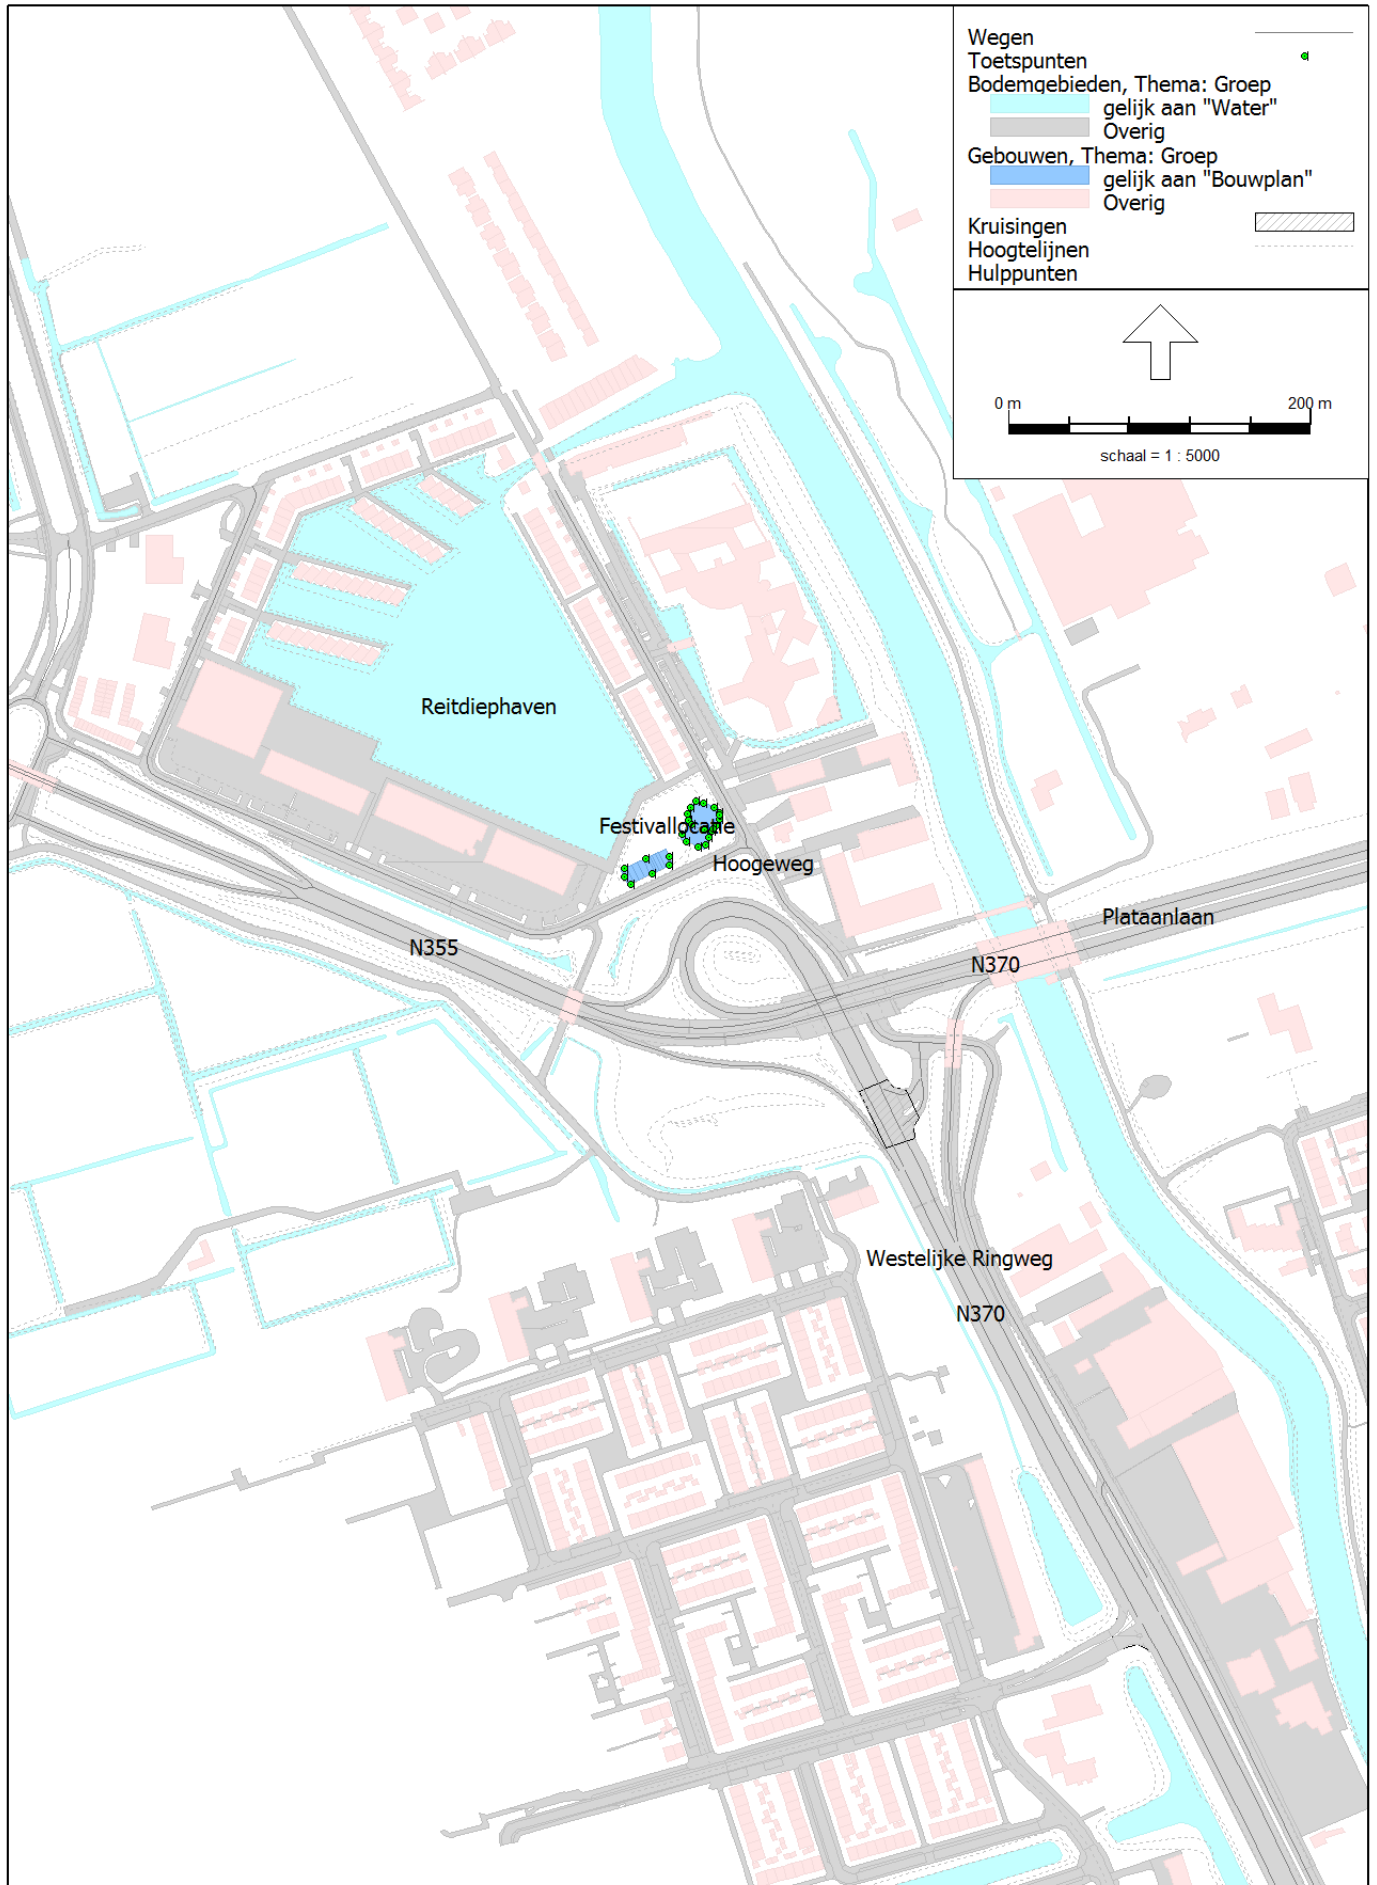 Wegen
Toetspunten
Bodemgebieden, Thema: Groep
gelijk aan "Water"
Overig
Gebouwen, Thema: Groep
gelijk aan "Bouwplan"
Overig
Kruisingen
Hoogtelijnen
Hulppunten
0 m 200 m
schaal = 1 : 5000
Reitdiephaven
Festivallocatie
Hoogeweg
Plataanlaan
N355
N370
Westelijke Ringweg
N370